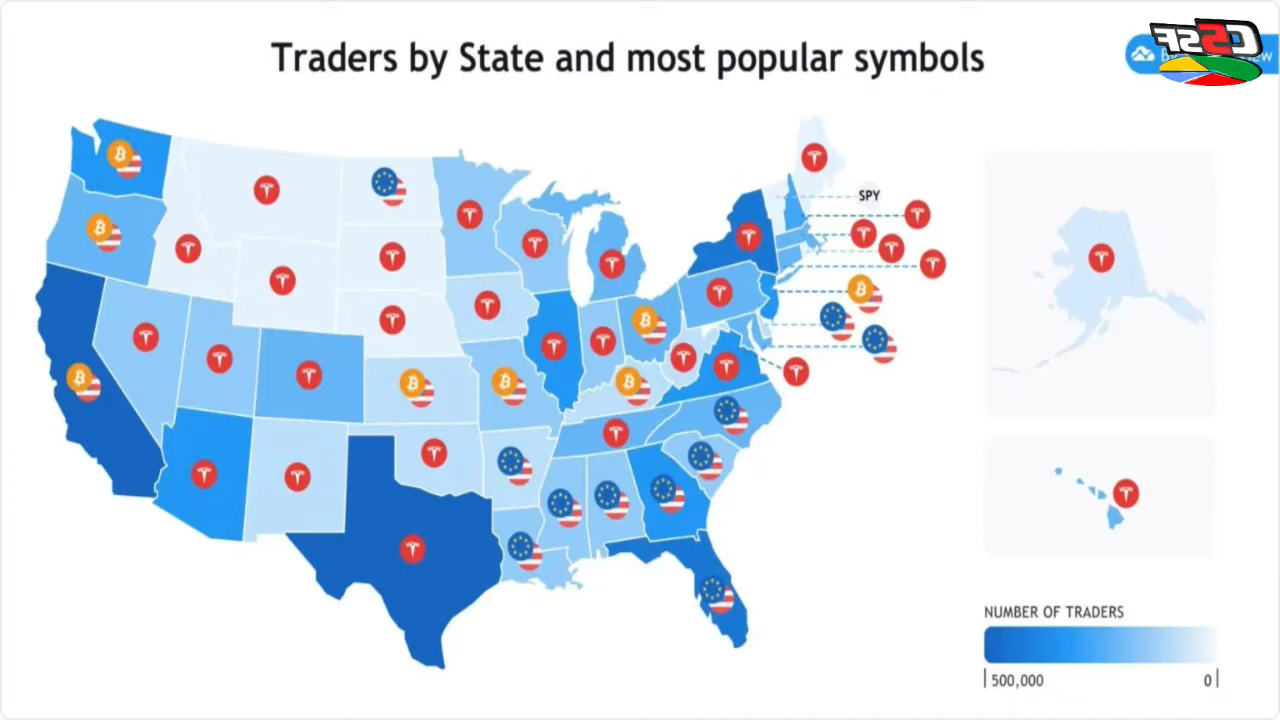 Traders by State and most popular symbols
SPY
NUMBER OF TRADERS
500,000
0